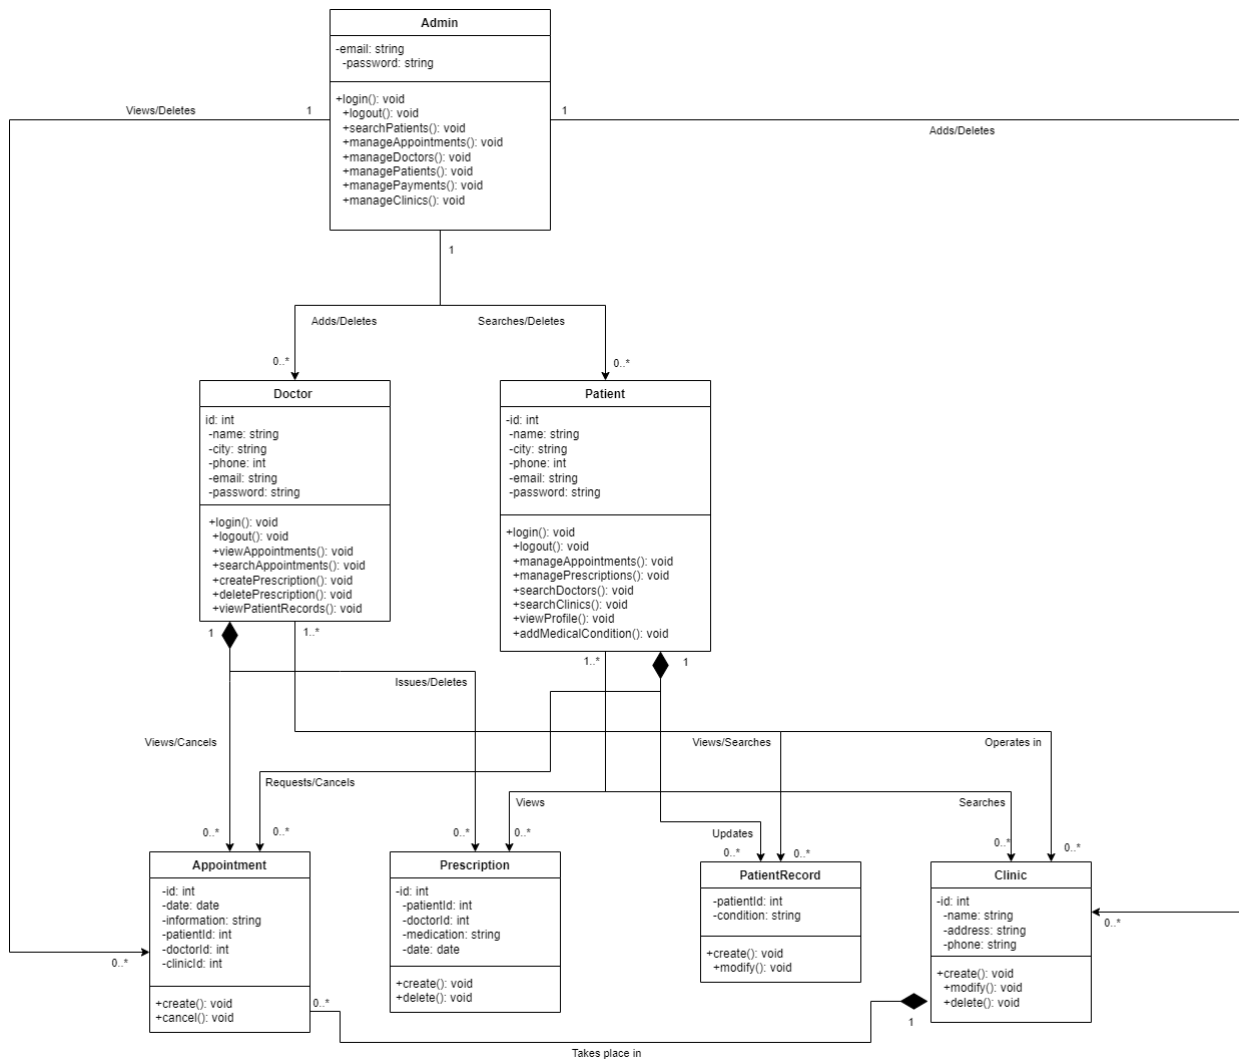 Admin
-email: string
-password: string
+login(): void
+logout(): void
+searchPatients(): void
+manageAppointments(): void
+manageDoctors(): void
+managePatients(): void
+managePayments(): void
+manageClinics(): void
Views/Deletes
1
1
Adds/Deletes
1
Adds/Deletes
Searches/Deletes
0..*
0..*
Doctor
id: int
-name: string
-city: string
-phone: int
-email: string
-password: string
+login(): void
+logout(): void
+viewAppointments(): void
+searchAppointments(): void
+createPrescription(): void
+deletePrescription(): void
+viewPatientRecords(): void
Patient
-id: int
-name: string
-city: string
-phone: int
-email: string
-password: string
+login(): void
+logout(): void
+manageAppointments(): void
+managePrescriptions(): void
+searchDoctors(): void
+searchClinics(): void
+viewProfile(): void
+addMedicalCondition(): void
1
1..*
1..*
1
Issues/Deletes
Views/Cancels
Views/Searches
Operates in
Requests/Cancels
Views
Searches
Updates
0..*
0..*
0..*
0..*
0..*
0..*
0..*
0..*
Appointment
-id: int
-date: date
-information: string
-patientId: int
-doctorId: int
-clinicId: int
+create(): void
+cancel(): void
Prescription
-id: int
-patientId: int
-doctorId: int
-medication: string
-date: date
+create(): void
+delete(): void
PatientRecord
-patientId: int
-condition: string
+create(): void
+modify(): void
Clinic
-id: int
-name: string
-address: string
-phone: string
+create(): void
+modify(): void
+delete(): void
0..*
0..*
0..*
1
Takes place in